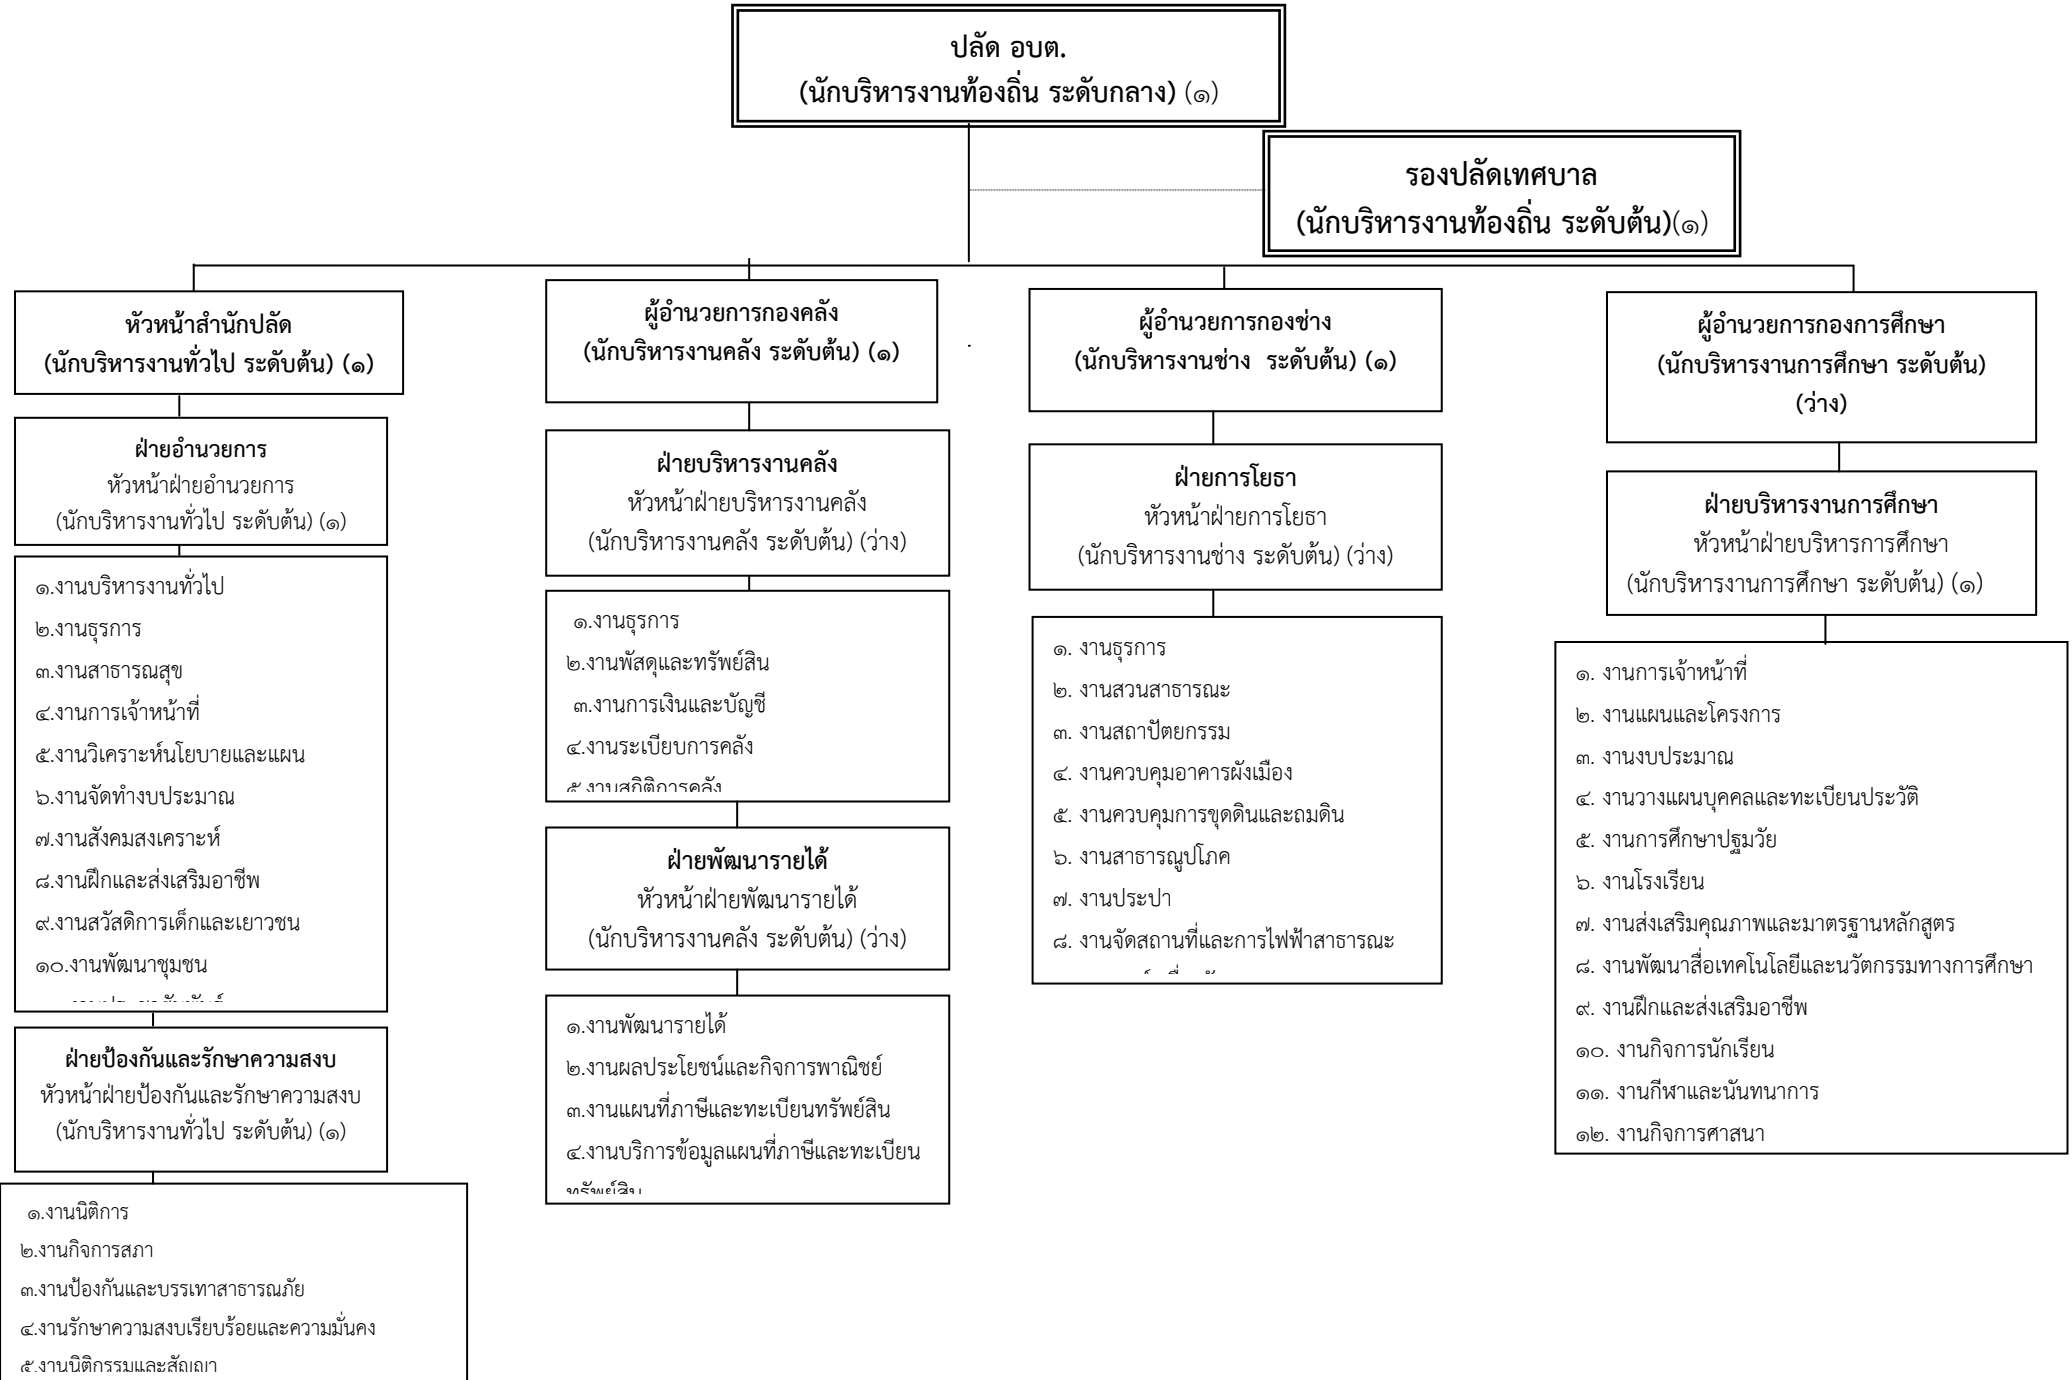 ปลัด อบต.
(นักบริหารงานท้องถิ่น ระดับกลาง) (๑)
รองปลัดเทศบาล
(นักบริหารงานท้องถิ่น ระดับต้น)(๑)
หัวหน้าสำนักปลัด
(นักบริหารงานทั่วไป ระดับต้น) (๑)
ฝ่ายอำนวยการ
หัวหน้าฝ่ายอำนวยการ
(นักบริหารงานทั่วไป ระดับต้น) (๑)
๑.งานบริหารงานทั่วไป
๒.งานธุรการ
๓.งานสาธารณสุข
๔.งานการเจ้าหน้าที่
๕.งานวิเคราะห์นโยบายและแผน
๖.งานจัดทำงบประมาณ
๗.งานสังคมสงเคราะห์
๘.งานฝึกและส่งเสริมอาชีพ
๙.งานสวัสดิการเด็กและเยาวชน
๑๐.งานพัฒนาชุมชน
ฝ่ายป้องกันและรักษาความสงบ
หัวหน้าฝ่ายป้องกันและรักษาความสงบ
(นักบริหารงานทั่วไป ระดับต้น) (๑)
๑.งานนิติการ
๒.งานกิจการสภา
๓.งานป้องกันและบรรเทาสาธารณภัย
๔.งานรักษาความสงบเรียบร้อยและความมั่นคง
๕.งานนิติกรรมและสัญญา
ผู้อำนวยการกองคลัง
(นักบริหารงานคลัง ระดับต้น) (๑)
ฝ่ายบริหารงานคลัง
หัวหน้าฝ่ายบริหารงานคลัง
(นักบริหารงานคลัง ระดับต้น) (ว่าง)
๑.งานธุรการ
๒.งานพัสดุและทรัพย์สิน
๓.งานการเงินและบัญชี
๔.งานระเบียบการคลัง
๕.งานสถิติการคลัง
ฝ่ายพัฒนารายได้
หัวหน้าฝ่ายพัฒนารายได้
(นักบริหารงานคลัง ระดับต้น) (ว่าง)
๑.งานพัฒนารายได้
๒.งานผลประโยชน์และกิจการพาณิชย์
๓.งานแผนที่ภาษีและทะเบียนทรัพย์สิน
๔.งานบริการข้อมูลแผนที่ภาษีและทะเบียน
ทรัพย์สิน
ผู้อำนวยการกองช่าง
(นักบริหารงานช่าง ระดับต้น) (๑)
ฝ่ายการโยธา
หัวหน้าฝ่ายการโยธา
(นักบริหารงานช่าง ระดับต้น) (ว่าง)
๑. งานธุรการ
๒. งานสวนสาธารณะ
๓. งานสถาปัตยกรรม
๔. งานควบคุมอาคารผังเมือง
๕. งานควบคุมการขุดดินและถมดิน
๖. งานสาธารณูปโภค
๗. งานประปา
๘. งานจัดสถานที่และการไฟฟ้าสาธารณะ
ผู้อำนวยการกองการศึกษา
(นักบริหารงานการศึกษา ระดับต้น)
(ว่าง)
ฝ่ายบริหารงานการศึกษา
หัวหน้าฝ่ายบริหารการศึกษา
(นักบริหารงานการศึกษา ระดับต้น) (๑)
๑. งานการเจ้าหน้าที่
๒. งานแผนและโครงการ
๓. งานงบประมาณ
๔. งานวางแผนบุคคลและทะเบียนประวัติ
๕. งานการศึกษาปฐมวัย
๖. งานโรงเรียน
๗. งานส่งเสริมคุณภาพและมาตรฐานหลักสูตร
๘. งานพัฒนาสื่อเทคโนโลยีและนวัตกรรมทางการศึกษา
๙. งานฝึกและส่งเสริมอาชีพ
๑๐. งานกิจการนักเรียน
๑๑. งานกีฬาและนันทนาการ
๑๒. งานกิจการศาสนา